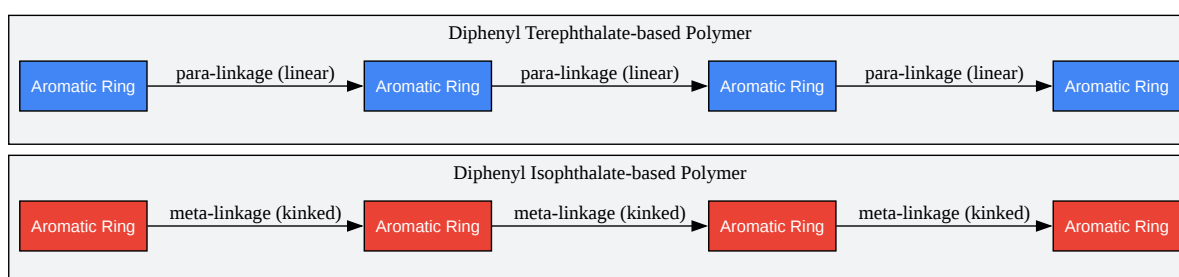 Diphenyl Terephthalate-based Polymer
Aromatic Ring para-linkage (linear) Aromatic Ring para-linkage (linear) Aromatic Ring para-linkage (linear) Aromatic Ring
Diphenyl Isophthalate-based Polymer
Aromatic Ring meta-linkage (kinked) Aromatic Ring meta-linkage (kinked) Aromatic Ring meta-linkage (kinked) Aromatic Ring